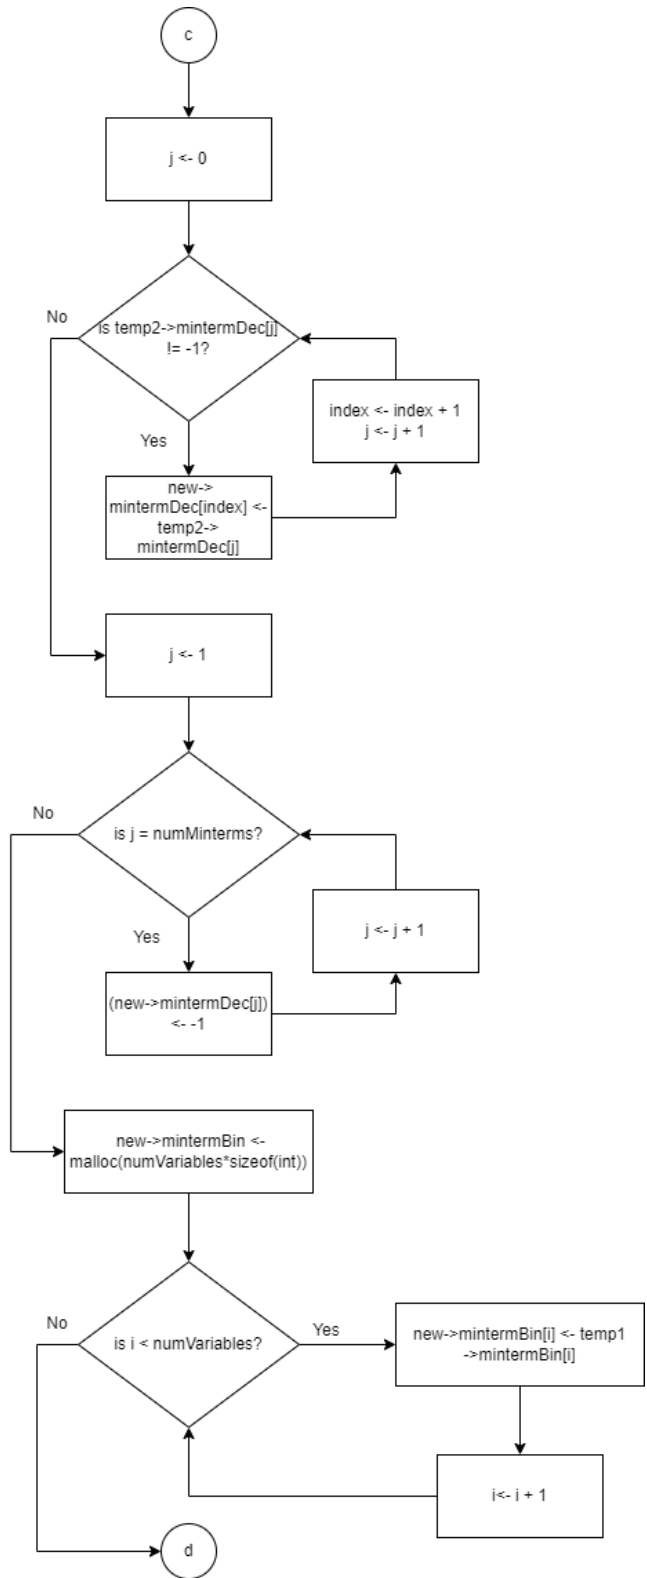 c
j <- 0
No
is temp2->mintermDec[j]
!= -1?
index <- index + 1
j <- j + 1
Yes
new->
mintermDec[index] <-
temp2->
mintermDec[j]
j <- 1
No
is j = numMinterms?
j <- j + 1
Yes
(new->mintermDec[j])
<- -1
new->mintermBin <-
malloc(numVariables*sizeof(int))
No
is i < numVariables?
Yes
new->mintermBin[i] <- temp1
->mintermBin[i]
i<- i + 1
d